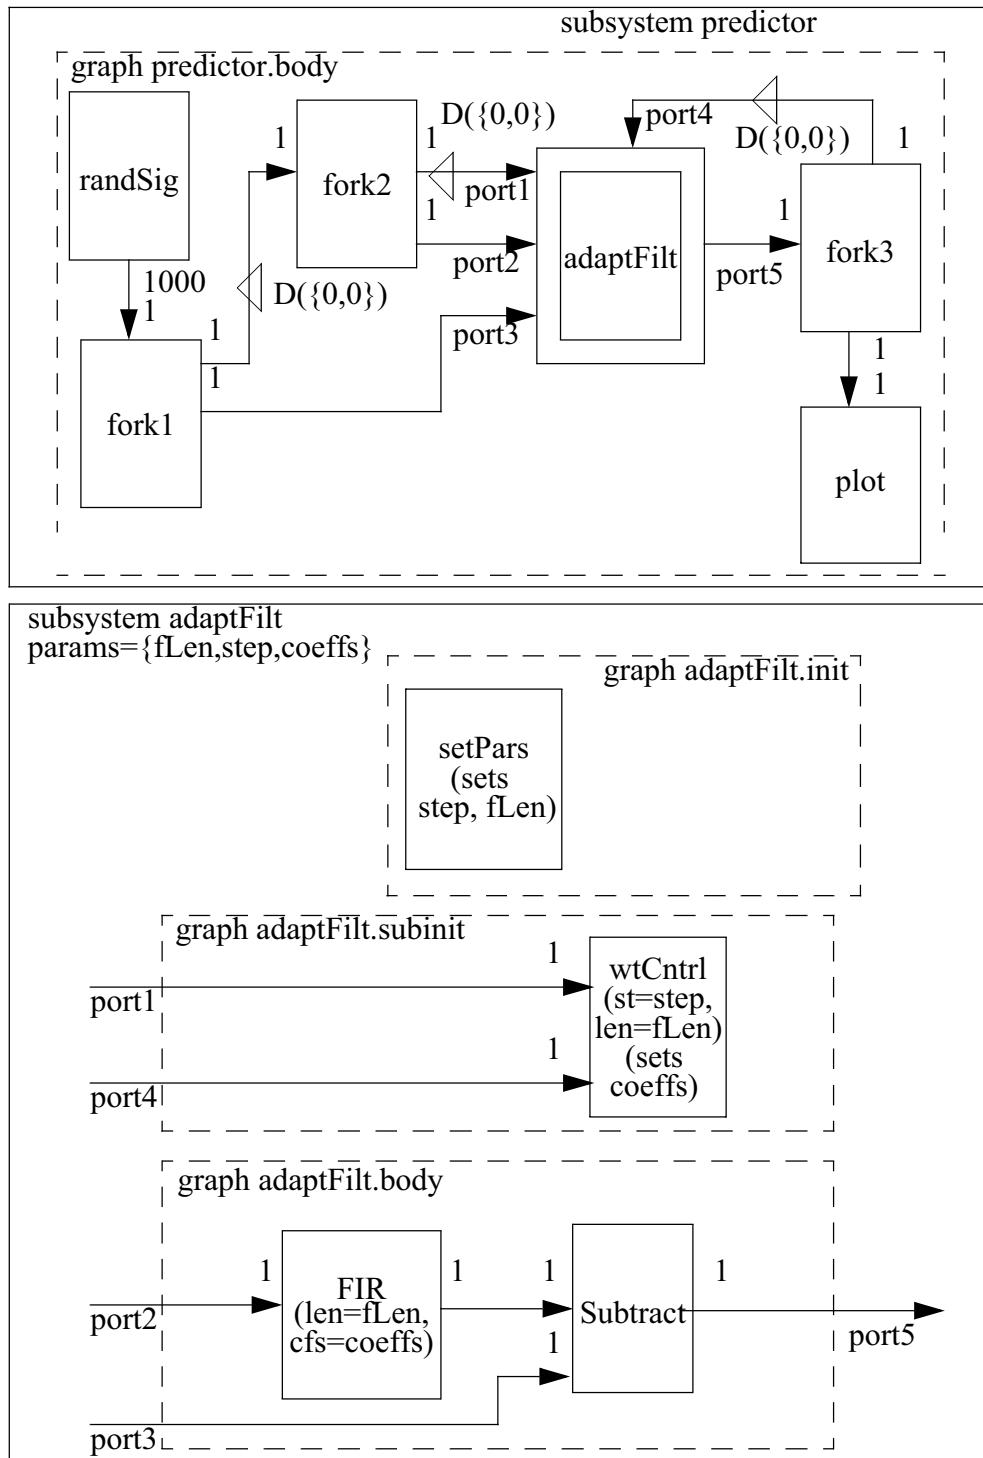 subsystem predictor
graph predictor.body
randSig
1000
1
fork1
1
1
D({0,0})
1
fork2
1
D({0,0})
port1
1
port2
port3
adaptFilt
port4
D({0,0})
1
port5
1
fork3
1
1
plot
subsystem adaptFilt
params={fLen,step,coeffs}
graph adaptFilt.init
setPars
(sets
step, fLen)
graph adaptFilt.subinit
port1
1
port4
1
wtCntrl
(st=step,
len=fLen)
(sets
coeffs)
graph adaptFilt.body
port2
1
FIR
(len=fLen,
cfs=coeffs)
1
1
1
Subtract
1
port5
port3